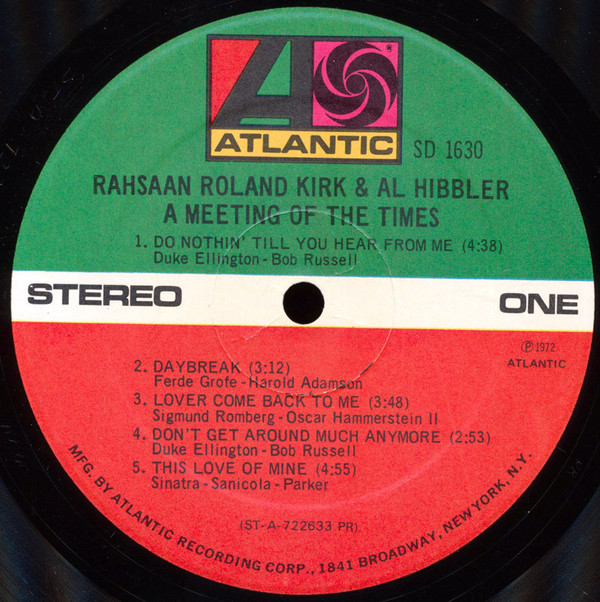 ATLANTIC
SD 1630
RAHSAAN ROLAND KIRK & AL HIBBLER
A MEETING OF THE TIMES
1. DO NOTHIN' TILL YOU HEAR FROM ME (4:38)
Duke Ellington - Bob Russell
STEREO
ONE
Ⓟ 1972
ATLANTIC
2. DAYBREAK (3:12)
Ferde Grofe - Harold Adamson
3. LOVER COME BACK TO ME (3:48)
Sigmund Romberg - Oscar Hammerstein II
4. DON'T GET AROUND MUCH ANYMORE (2:53)
Duke Ellington - Bob Russell
5. THIS LOVE OF MINE (4:55)
Sinatra - Sanicola - Parker
(ST-A-722633 PR)
MFG. BY ATLANTIC RECORDING CORP., 1841 BROADWAY, NEW YORK, N.Y.